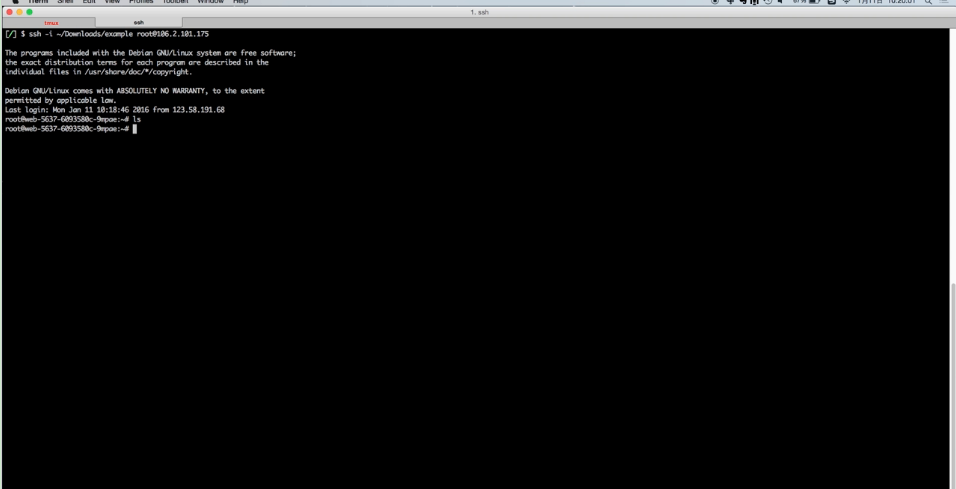 iTerm Shell Edit View Profiles Toolbelt Window Help
1月11日 10:20:01
1. ssh
tmux ssh
[/] $ ssh -i ~/Downloads/example root@106.2.101.175
The programs included with the Debian GNU/Linux system are free software;
the exact distribution terms for each program are described in the
individual files in /usr/share/doc/*/copyright.
Debian GNU/Linux comes with ABSOLUTELY NO WARRANTY, to the extent
permitted by applicable law.
Last login: Mon Jan 11 10:18:46 2016 from 123.58.191.68
root@web-5637-6093580c-9mpae:~# ls
root@web-5637-6093580c-9mpae:~#